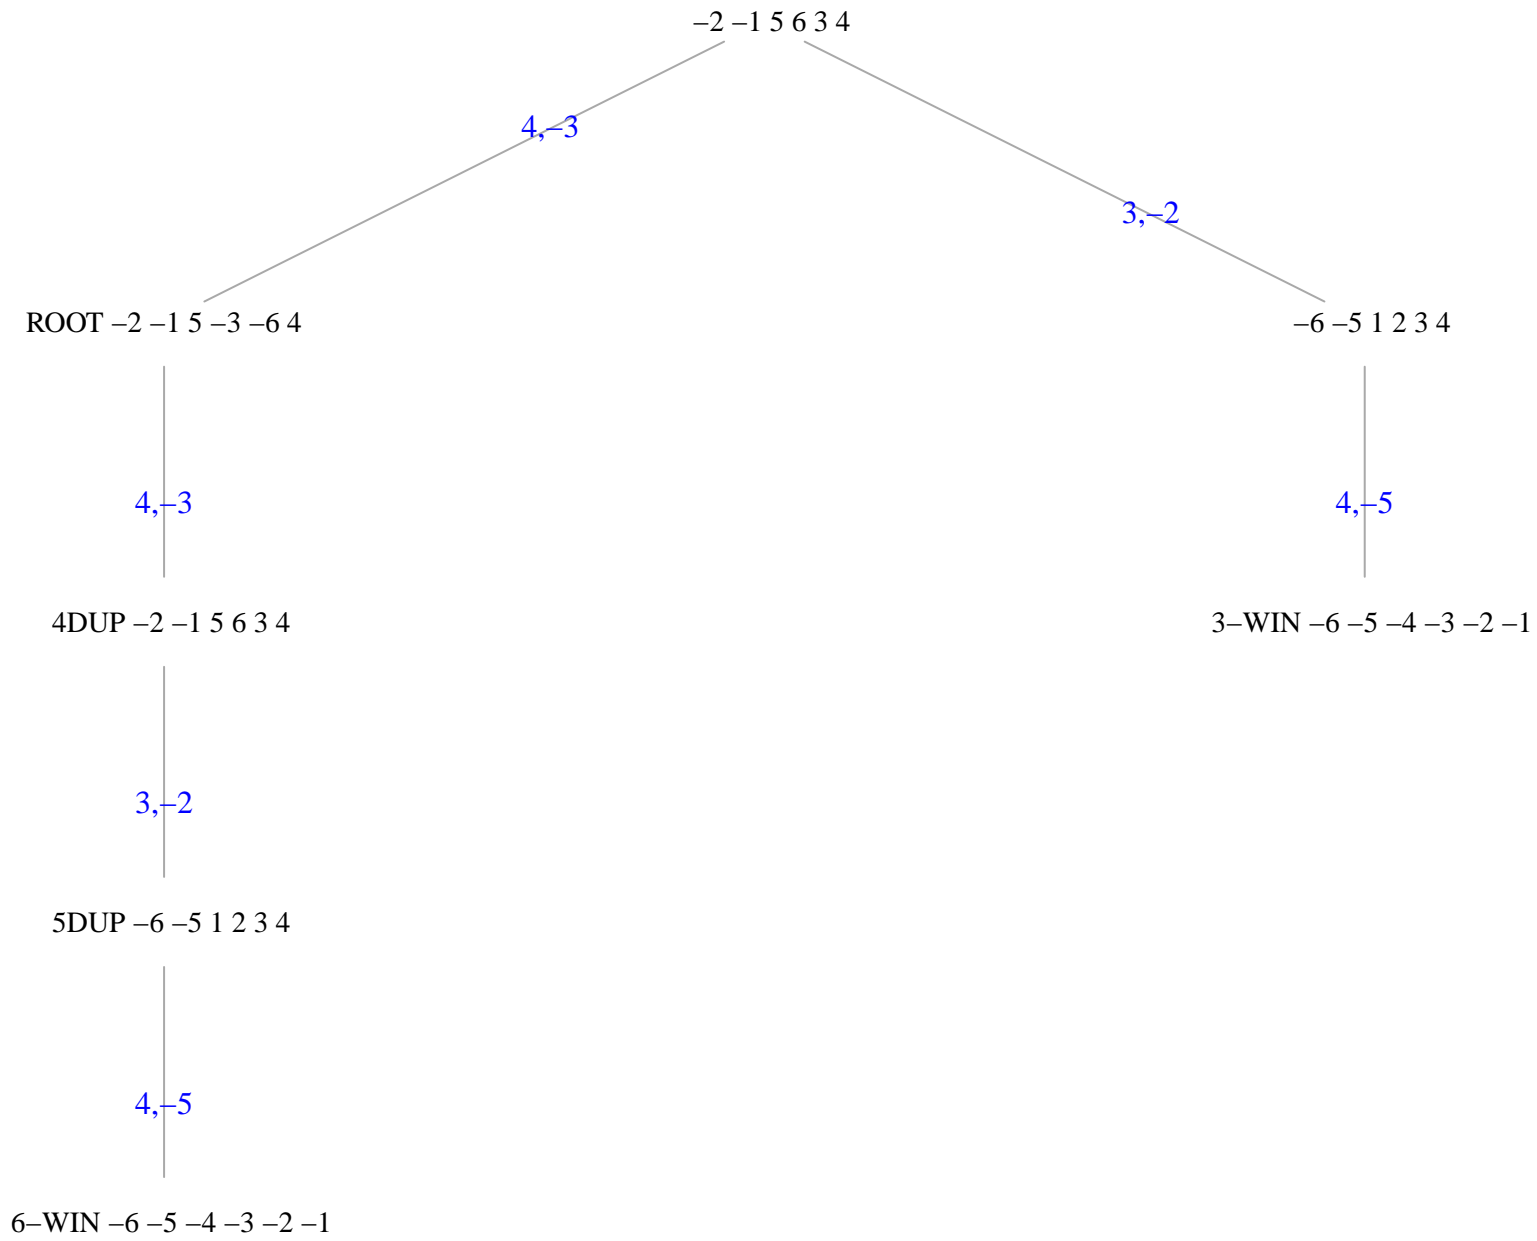 –2 –1 5 6 3 4
4,–3
3,–2
ROOT –2 –1 5 –3 –6 4
–6 –5 1 2 3 4
4,–3
4,–5
4DUP –2 –1 5 6 3 4
3–WIN –6 –5 –4 –3 –2 –1
3,–2
5DUP –6 –5 1 2 3 4
4,–5
6–WIN –6 –5 –4 –3 –2 –1